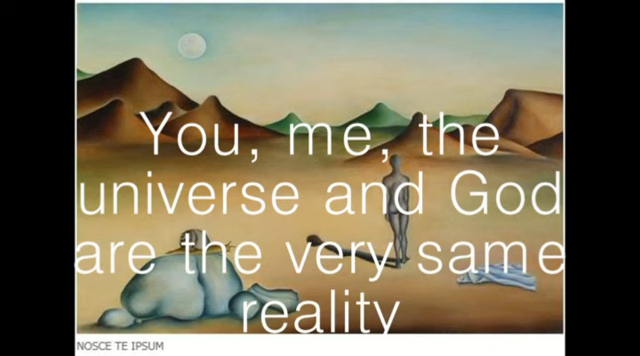 You, me, the
universe and God
are the very same
reality
NOSCE TE IPSUM